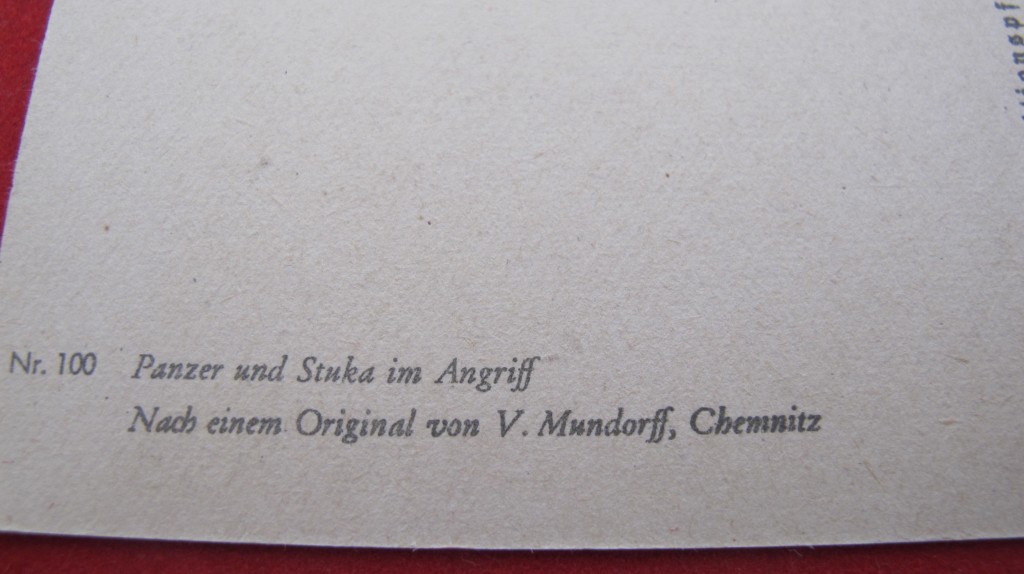 Nr. 100 Panzer und Stuka im Angriff
Nach einem Original von V. Mundorff, Chemnitz